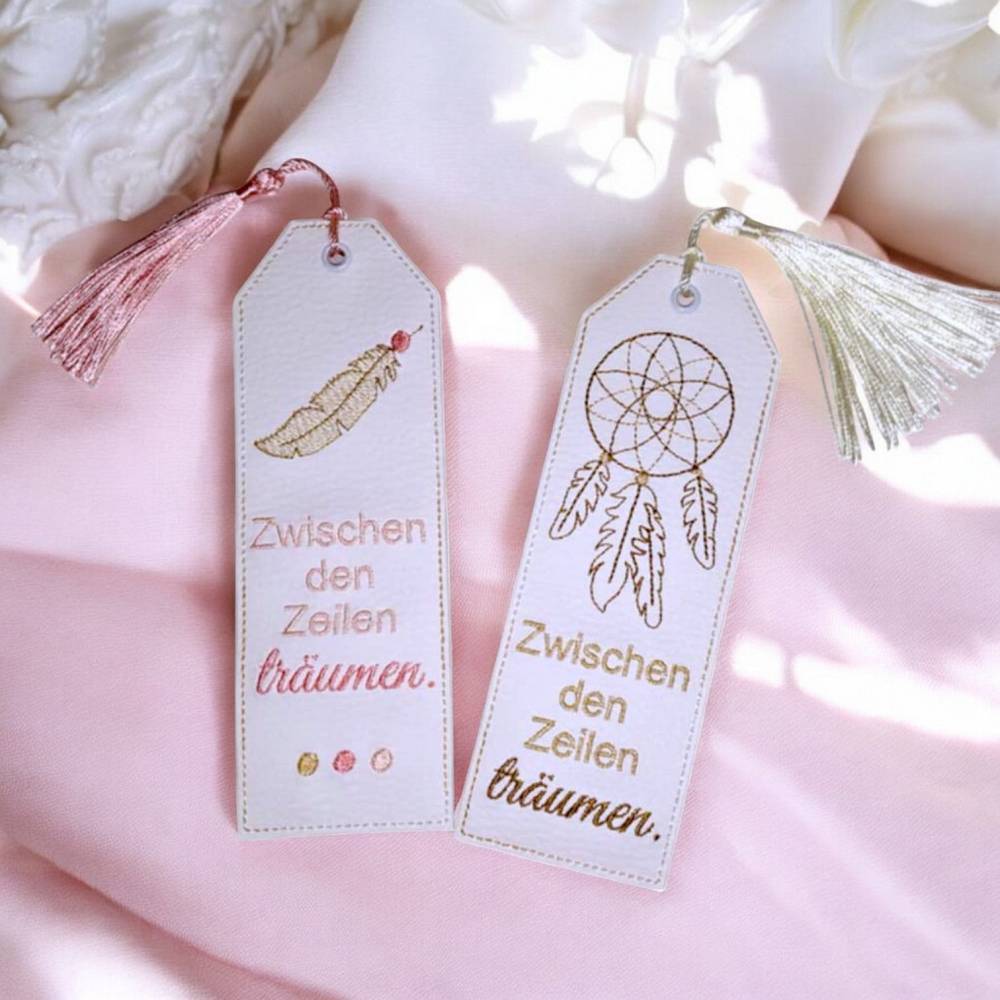 Zwischen
den
Zeilen
träumen.
Zwischen
den
Zeilen
träumen.